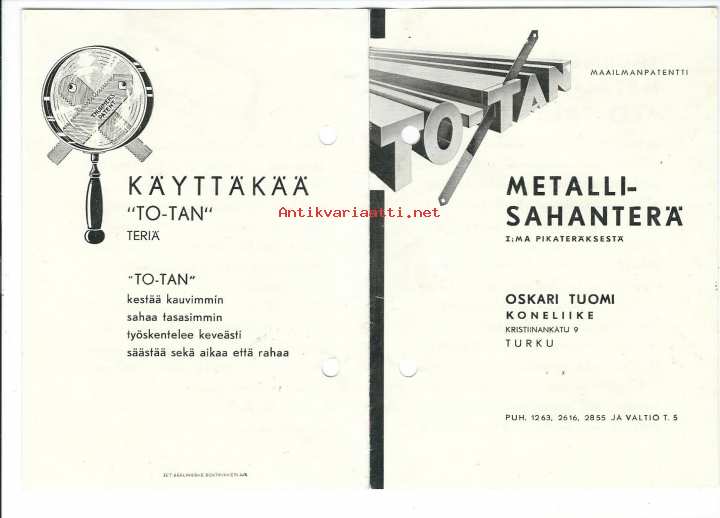 TALBINERS
PATENT
KÄYTTÄKÄÄ
"TO-TAN"
TERIÄ
"TO-TAN"
kestää kauvimmin
sahaa tasasimmin
työskentelee keveästi
säästää sekä aikaa että rahaa
Antikvariaatti.net
TO-TAN
MAAILMANPATENTTI
METALLI-
SAHANTERÄ
I:MA PIKATERÄKSESTÄ
OSKARI TUOMI
KONELIIKE
KRISTIINANKATU 9
TURKU
PUH. 1263, 2616, 2855 JA VALTIO T. 5